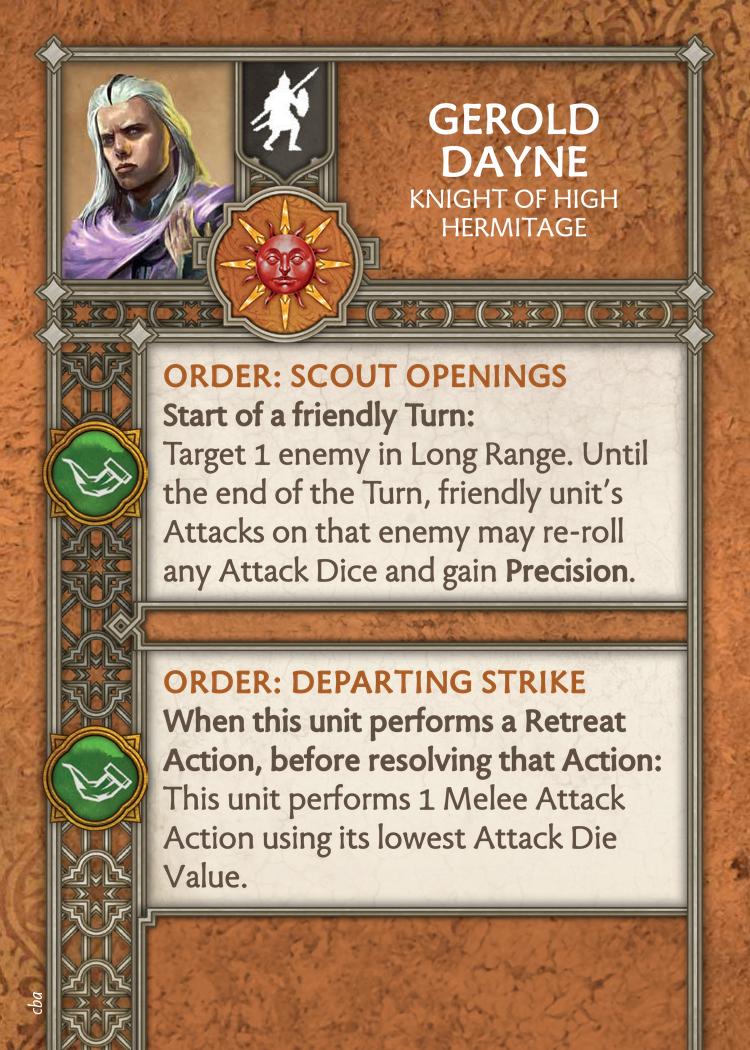 GEROLD
DAYNE
KNIGHT OF HIGH
HERMITAGE
ORDER: SCOUT OPENINGS
Start of a friendly Turn:
Target 1 enemy in Long Range. Until
the end of the Turn, friendly unit's
Attacks on that enemy may re-roll
any Attack Dice and gain Precision.
ORDER: DEPARTING STRIKE
When this unit performs a Retreat
Action, before resolving that Action:
This unit performs 1 Melee Attack
Action using its lowest Attack Die
Value.
cba